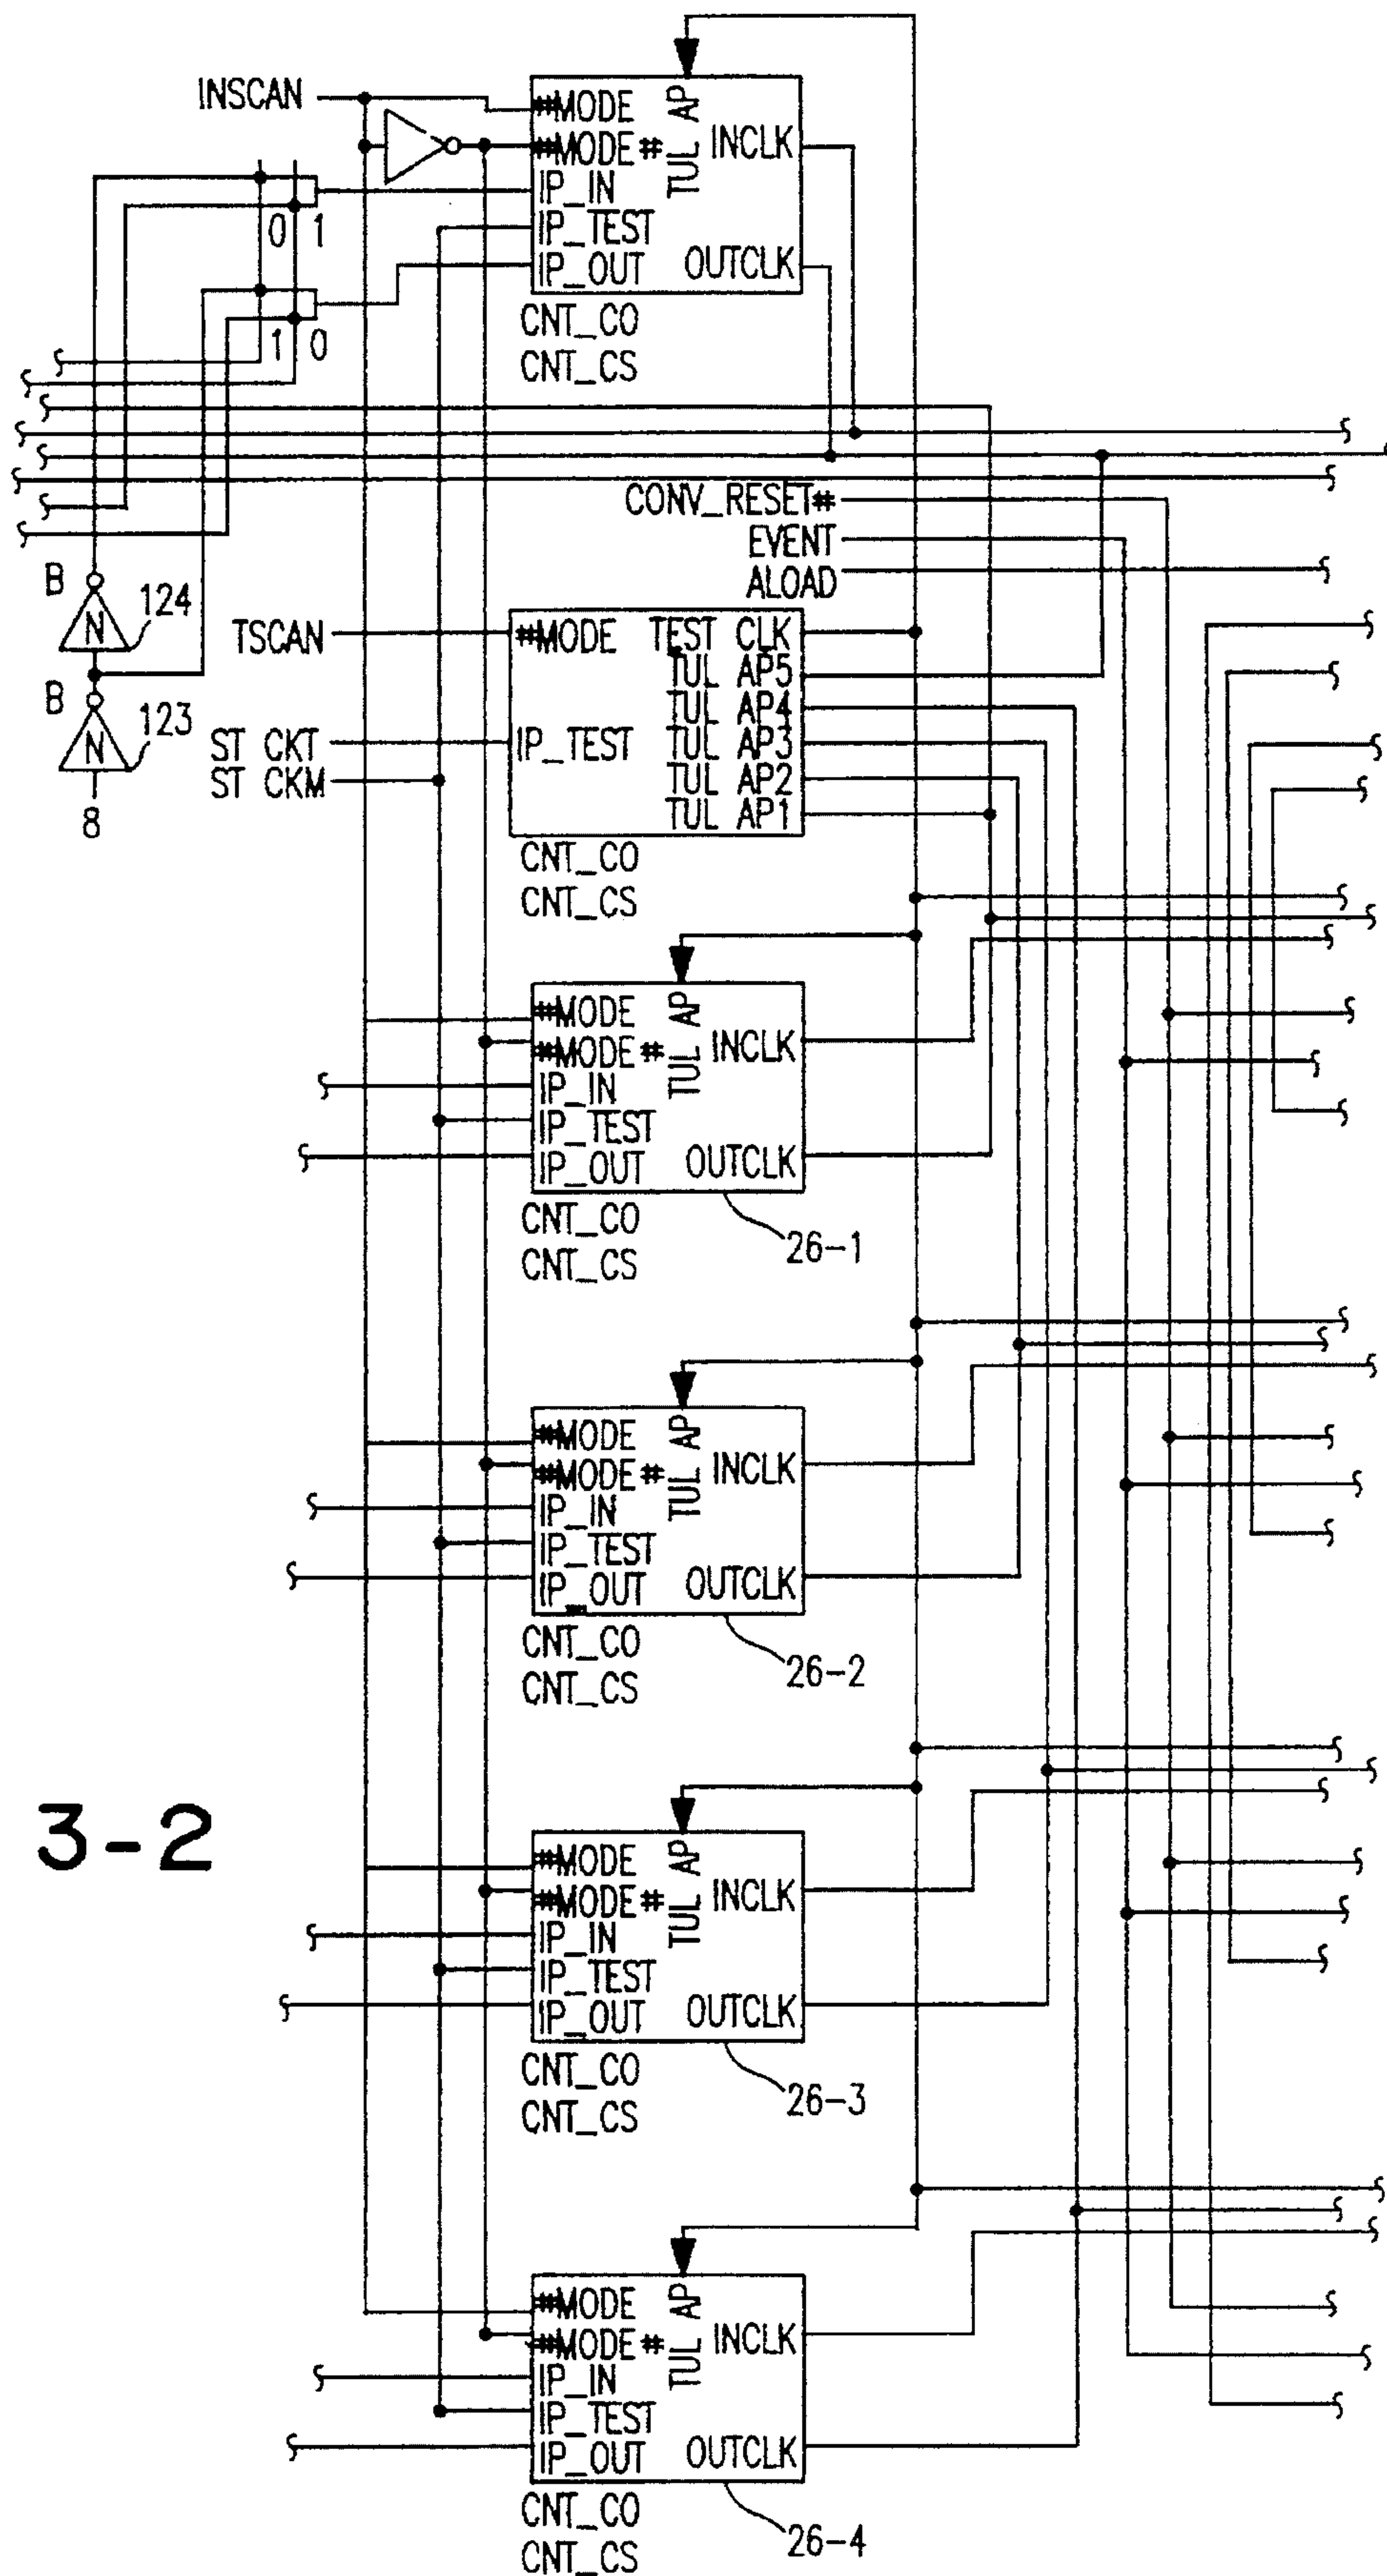 INSCAN
#MODE
#MODE#
IP_IN
IP_TEST
IP_OUT
TUL AP
INCLK
OUTCLK
0 1
1 0
CNT_CO
CNT_CS
CONV_RESET#
EVENT
ALOAD
B
124
N
B
123
N
8
TSCAN
ST CKT
ST CKM
#MODE
IP_TEST
TEST CLK
TUL AP5
TUL AP4
TUL AP3
TUL AP2
TUL AP1
CNT_CO
CNT_CS
#MODE
#MODE#
IP_IN
IP_TEST
IP_OUT
TUL AP
INCLK
OUTCLK
CNT_CO
CNT_CS
26-1
#MODE
#MODE#
IP_IN
IP_TEST
IP_OUT
TUL AP
INCLK
OUTCLK
CNT_CO
CNT_CS
26-2
3-2
#MODE
#MODE#
IP_IN
IP_TEST
IP_OUT
TUL AP
INCLK
OUTCLK
CNT_CO
CNT_CS
26-3
#MODE
#MODE#
IP_IN
IP_TEST
IP_OUT
TUL AP
INCLK
OUTCLK
CNT_CO
CNT_CS
26-4